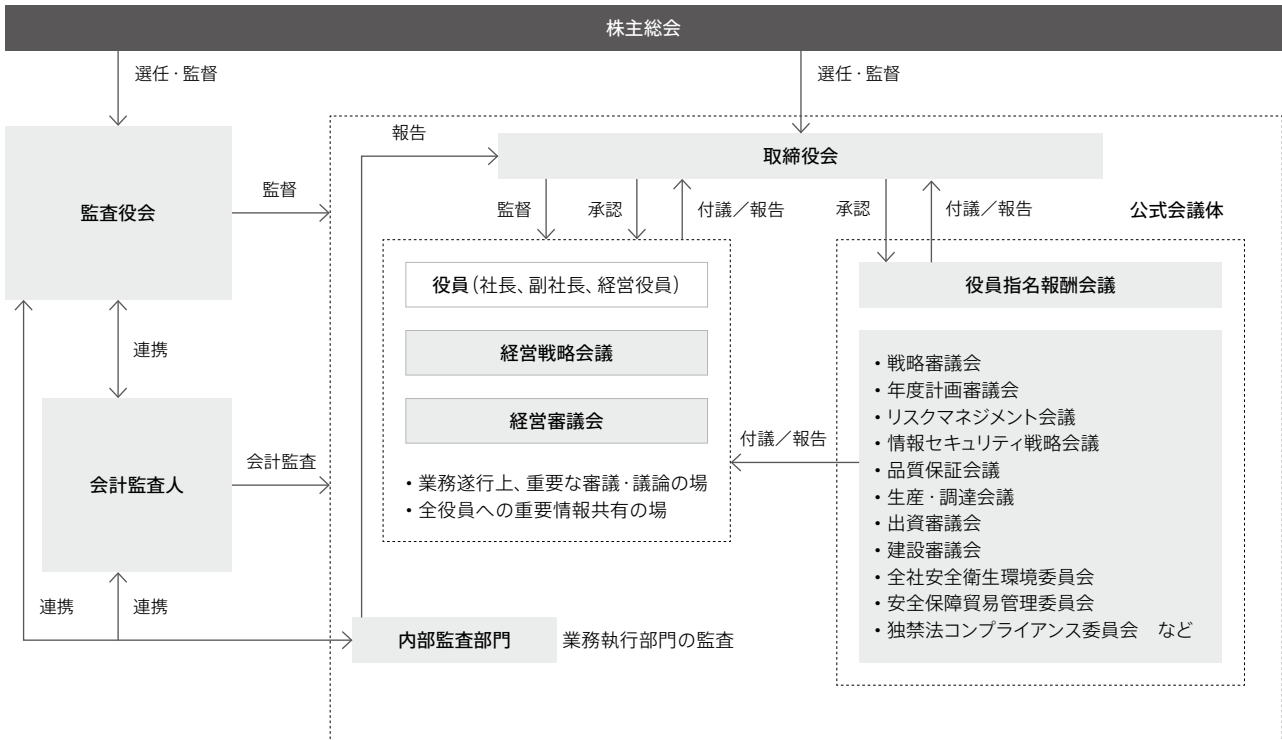 株主総会
選任・監督
選任・監督
報告
取締役会
監査役会
監督
監督
承認
付議／報告
承認
付議／報告
公式会議体
役員（社長、副社長、経営役員）
役員指名報酬会議
連携
経営戦略会議
経営審議会
・戦略審議会
・年度計画審議会
・リスクマネジメント会議
・情報セキュリティ戦略会議
・品質保証会議
・生産・調達会議
・出資審議会
・建設審議会
・全社安全衛生環境委員会
・安全保障貿易管理委員会
・独禁法コンプライアンス委員会　など
付議／報告
会計監査人
会計監査
・業務遂行上、重要な審議・議論の場
・全役員への重要情報共有の場
連携
連携
内部監査部門
業務執行部門の監査